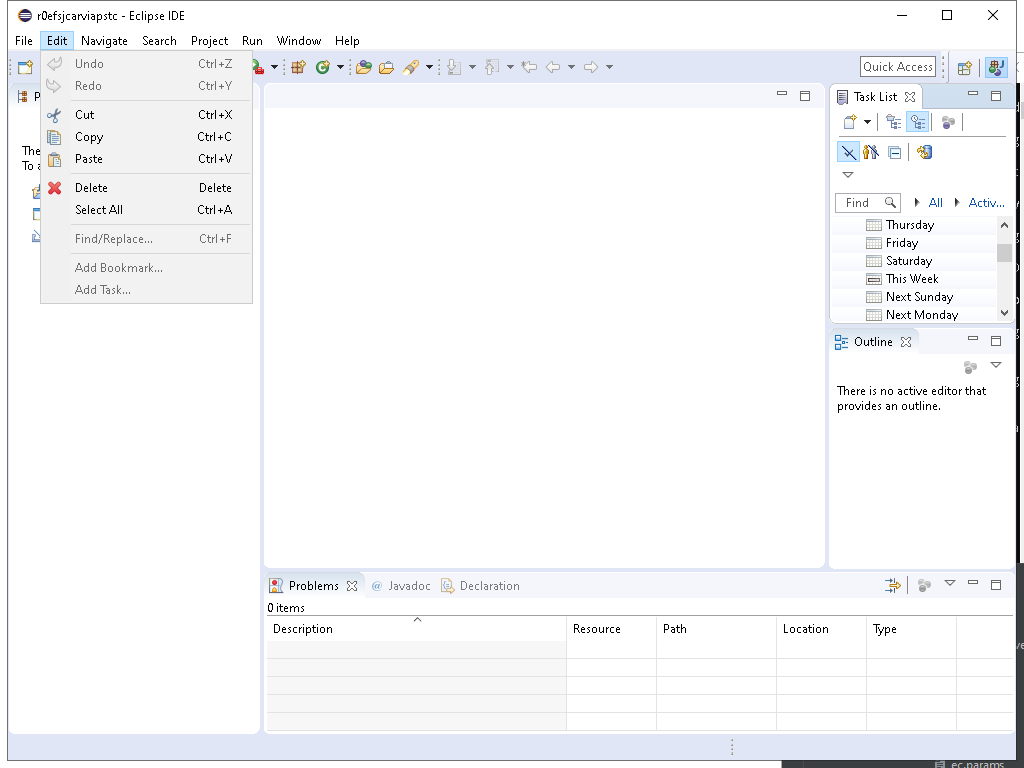 r0efsjcarviapstc - Eclipse IDE
File Edit Navigate Search Project Run Window Help
Undo Ctrl+Z
Redo Ctrl+Y
Cut Ctrl+X
Copy Ctrl+C
Paste Ctrl+V
Delete Delete
Select All Ctrl+A
Find/Replace... Ctrl+F
Add Bookmark...
Add Task...
Quick Access
P
The
To a
Task List
Find All Activ...
Thursday
Friday
Saturday
This Week
Next Sunday
Next Monday
Outline
There is no active editor that
provides an outline.
Problems @ Javadoc Declaration
0 items
Description Resource Path Location Type
ec.params